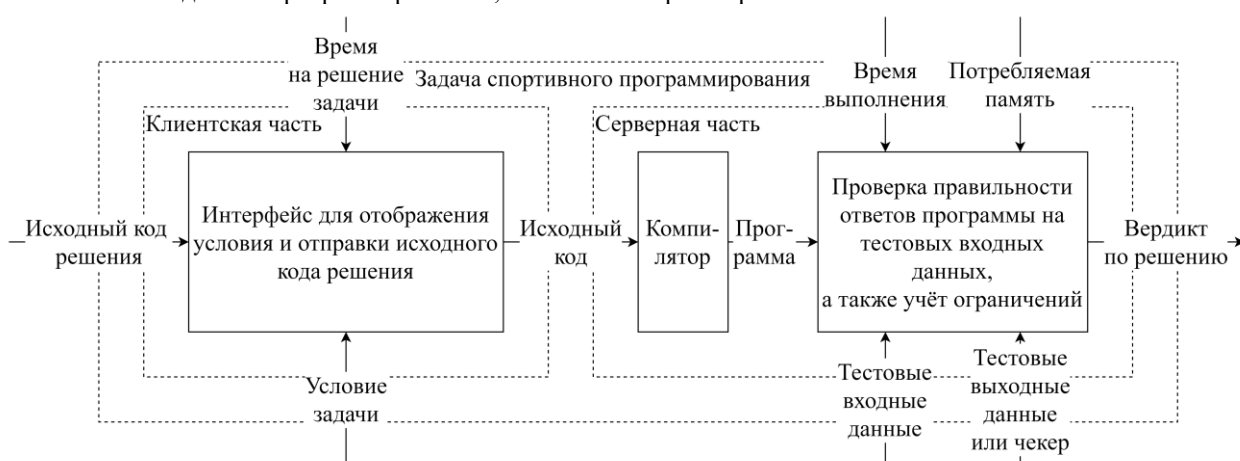 Время
на решение
задачи
Задача спортивного программирования
Время
выполнения
Потребляемая
память
Клиентская часть
Серверная часть
Исходный код
решения
Интерфейс для отображения
условия и отправки исходного
кода решения
Исходный
код
Компи-
лятор
Прог-
рамма
Проверка правильности
ответов программы на
тестовых входных
данных,
а также учёт ограничений
Вердикт
по решению
Условие
задачи
Тестовые
входные
данные
Тестовые
выходные
данные
или чекер